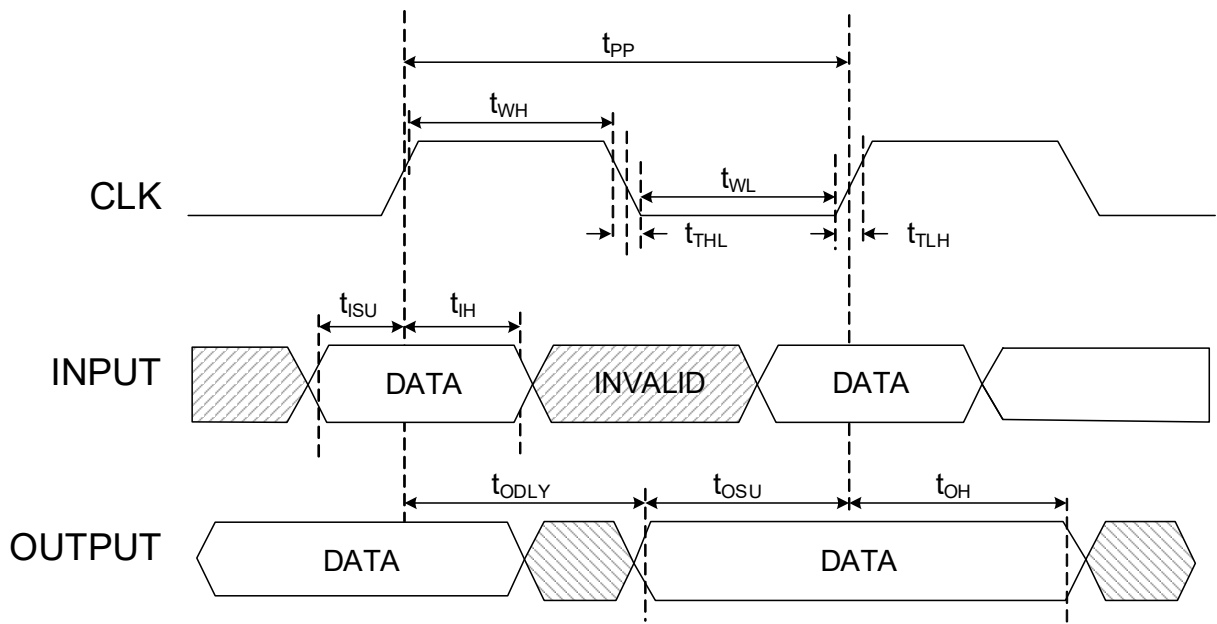 tPP
tWH
CLK
tWL
tTHL
tTLH
tISU
tIH
INPUT
DATA
INVALID
DATA
tODLY
tOSU
tOH
OUTPUT
DATA
DATA